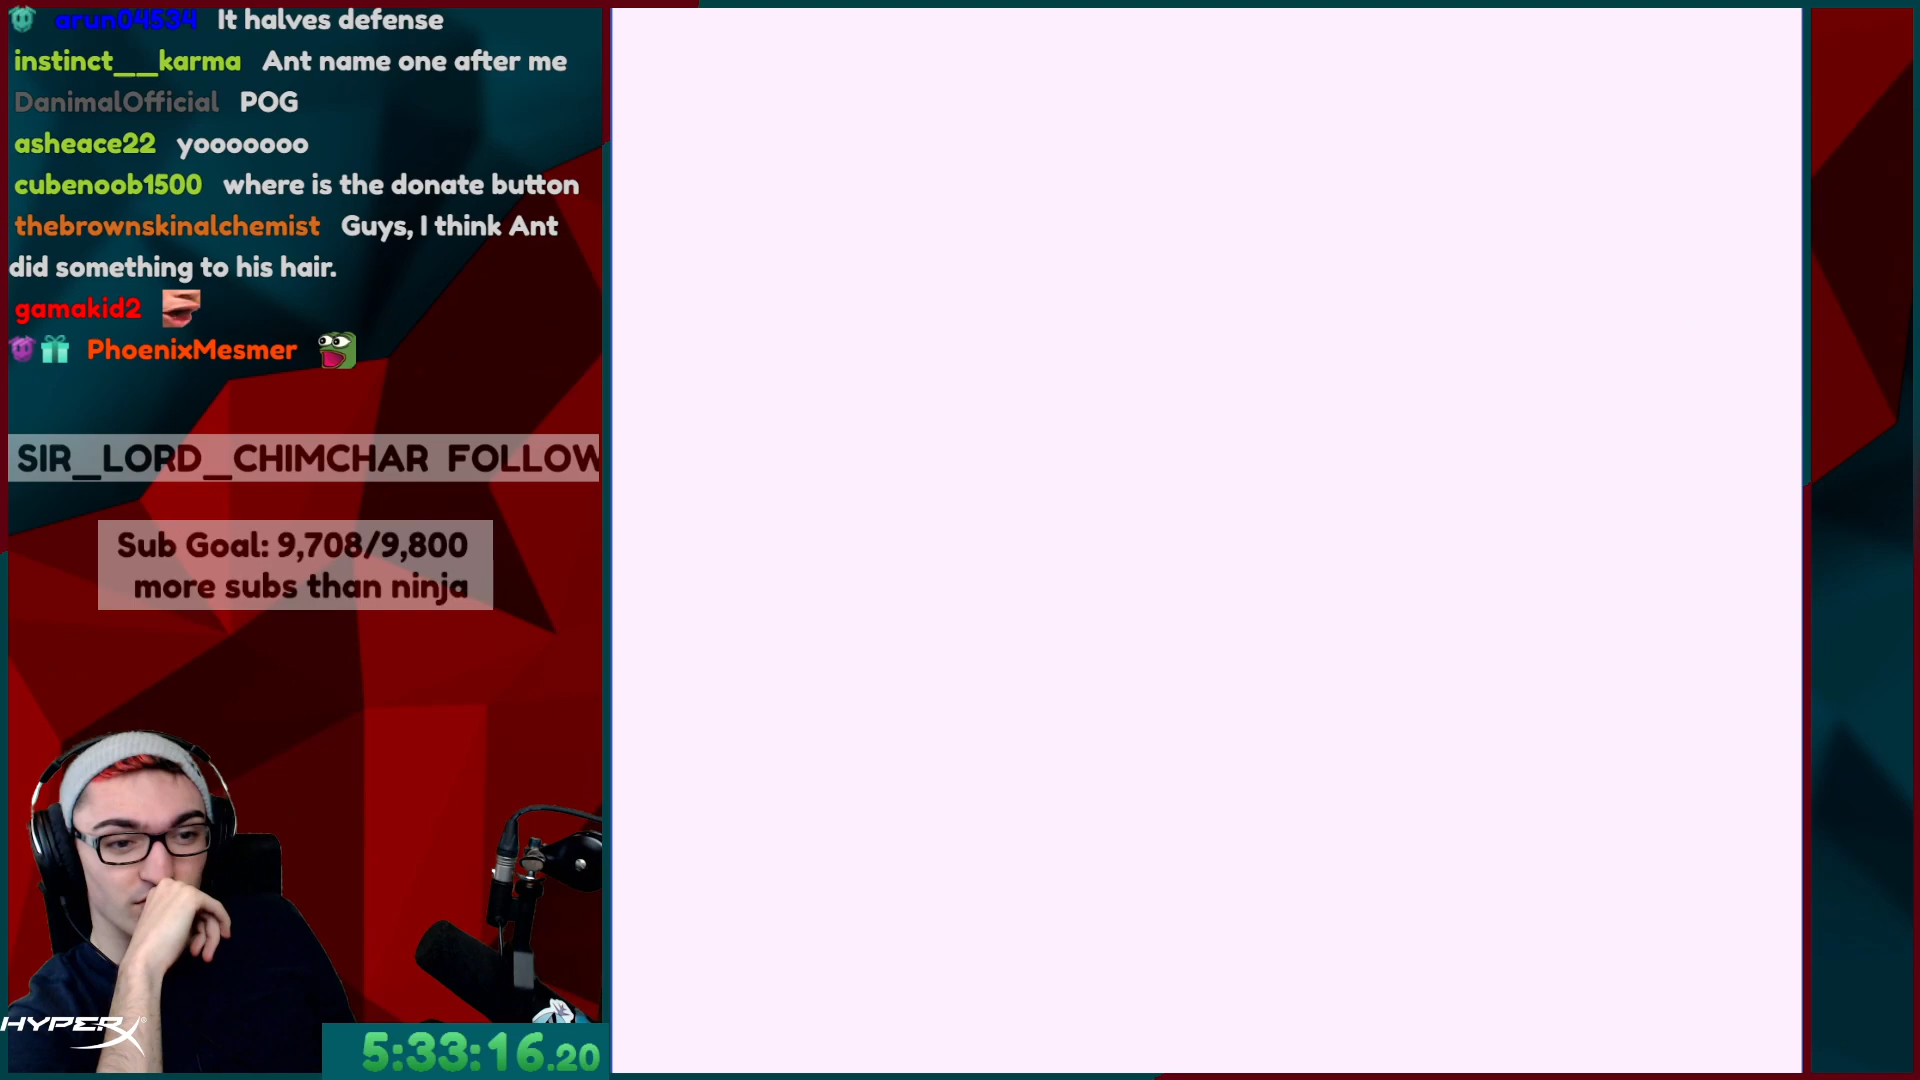 arun04534 It halves defense
instinct__karma Ant name one after me
DanimalOfficial POG
asheace22 yooooooo
cubenoob1500 where is the donate button
thebrownskinalchemist Guys, I think Ant
did something to his hair.
gamakid2
PhoenixMesmer
SIR_LORD_CHIMCHAR FOLLOW
Sub Goal: 9,708/9,800
more subs than ninja
HYPERX
5:33:16.20